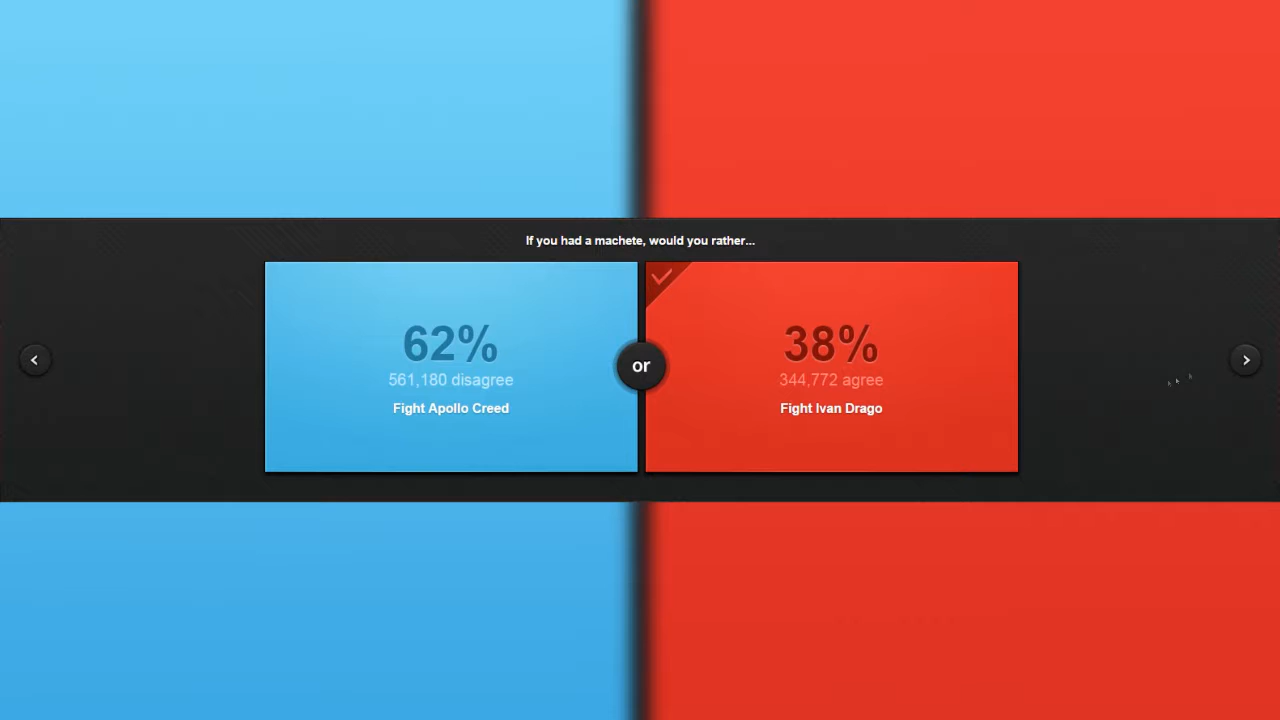 If you had a machete, would you rather...
62%
561,180 disagree
Fight Apollo Creed
or
38%
344,772 agree
Fight Ivan Drago